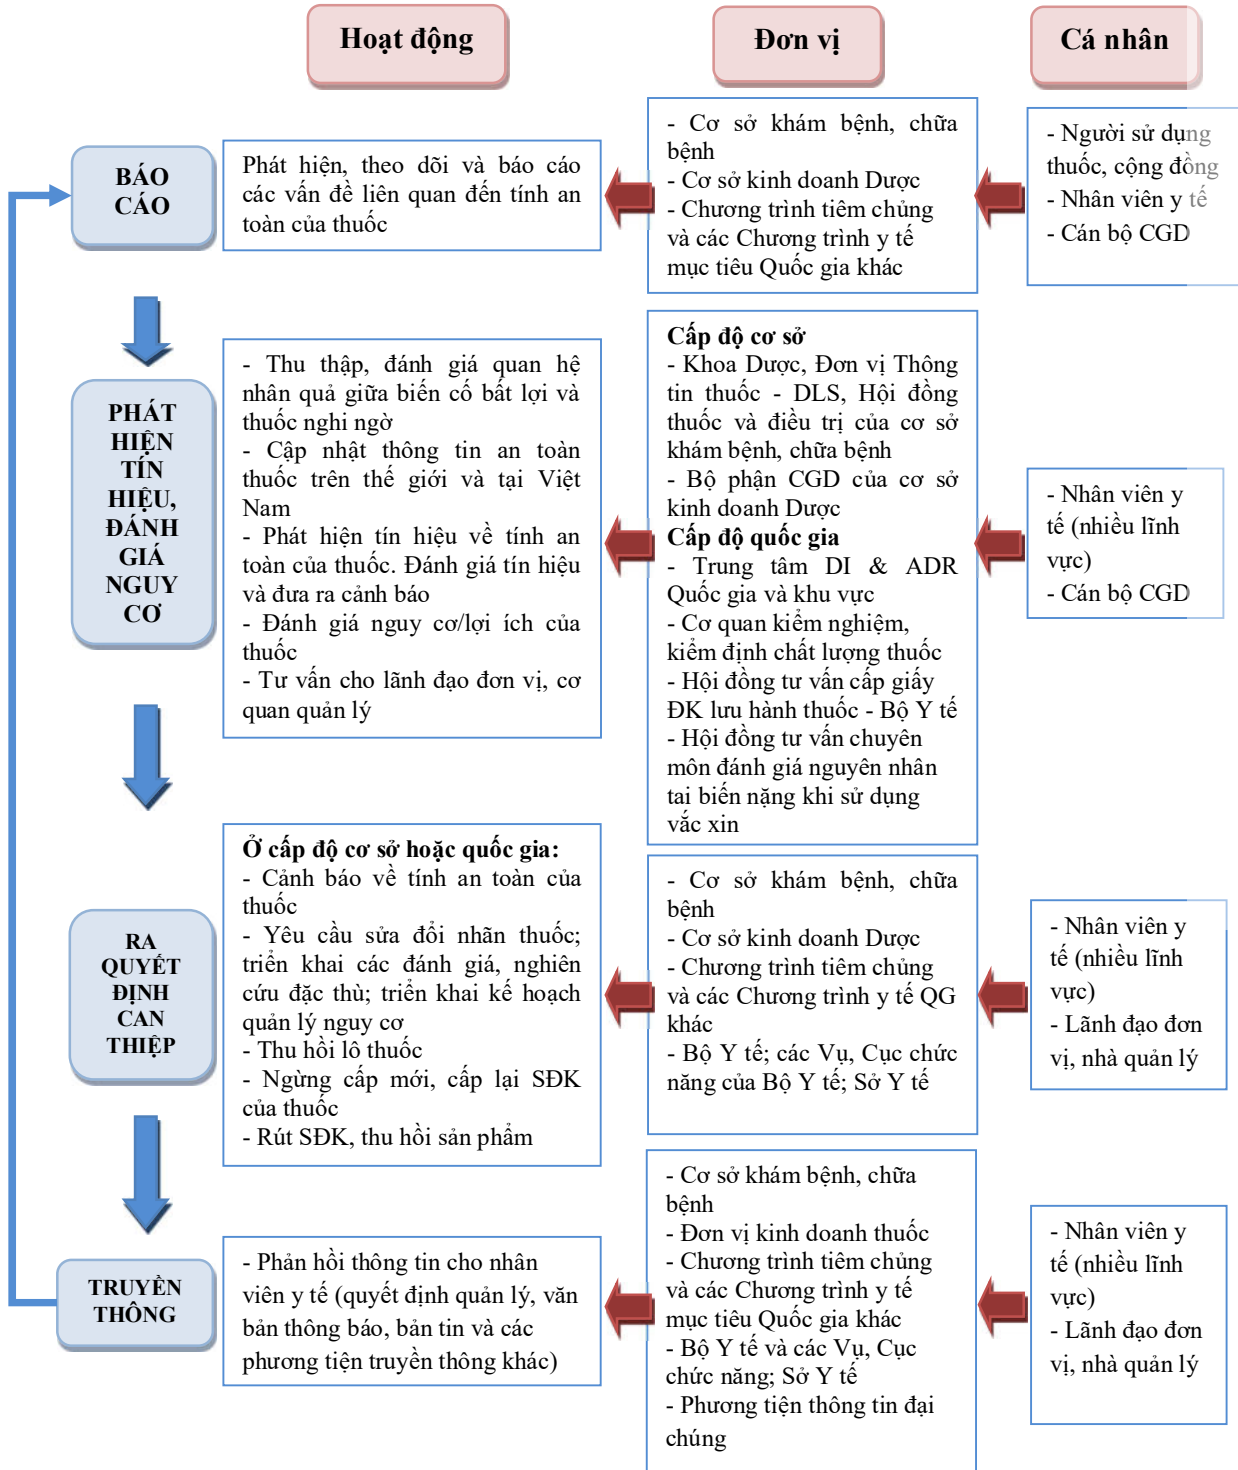 Hoạt động
Đơn vị
Cá nhân
BÁO
CÁO
Phát hiện, theo dõi và báo cáo
các vấn đề liên quan đến tính an
toàn của thuốc
- Cơ sở khám bệnh, chữa
bệnh
- Cơ sở kinh doanh Dược
- Chương trình tiêm chủng
và các Chương trình y tế
mục tiêu Quốc gia khác
- Người sử dụng
thuốc, cộng đồng
- Nhân viên y tế
- Cán bộ CGD
PHÁT
HIỆN
TÍN
HIỆU,
ĐÁNH
GIÁ
NGUY
CƠ
- Thu thập, đánh giá quan hệ
nhân quả giữa biến cố bất lợi và
thuốc nghi ngờ
- Cập nhật thông tin an toàn
thuốc trên thế giới và tại Việt
Nam
- Phát hiện tín hiệu về tính an
toàn của thuốc. Đánh giá tín hiệu
và đưa ra cảnh báo
- Đánh giá nguy cơ/lợi ích của
thuốc
- Tư vấn cho lãnh đạo đơn vị, cơ
quan quản lý
Cấp độ cơ sở
- Khoa Dược, Đơn vị Thông
tin thuốc - DLS, Hội đồng
thuốc và điều trị của cơ sở
khám bệnh, chữa bệnh
- Bộ phận CGD của cơ sở
kinh doanh Dược
Cấp độ quốc gia
- Trung tâm DI & ADR
Quốc gia và khu vực
- Cơ quan kiểm nghiệm,
kiểm định chất lượng thuốc
- Hội đồng tư vấn cấp giấy
ĐK lưu hành thuốc - Bộ Y tế
- Hội đồng tư vấn chuyên
môn đánh giá nguyên nhân
tai biến nặng khi sử dụng
vắc xin
- Nhân viên y
tế (nhiều lĩnh
vực)
- Cán bộ CGD
RA
QUYẾT
ĐỊNH
CAN
THIỆP
Ở cấp độ cơ sở hoặc quốc gia:
- Cảnh báo về tính an toàn của
thuốc
- Yêu cầu sửa đổi nhãn thuốc;
triển khai các đánh giá, nghiên
cứu đặc thù; triển khai kế hoạch
quản lý nguy cơ
- Thu hồi lô thuốc
- Ngừng cấp mới, cấp lại SĐK
của thuốc
- Rút SĐK, thu hồi sản phẩm
- Cơ sở khám bệnh, chữa
bệnh
- Cơ sở kinh doanh Dược
- Chương trình tiêm chủng
và các Chương trình y tế QG
khác
- Bộ Y tế; các Vụ, Cục chức
năng của Bộ Y tế; Sở Y tế
- Nhân viên y
tế (nhiều lĩnh
vực)
- Lãnh đạo đơn
vị, nhà quản lý
TRUYỀN
THÔNG
- Phản hồi thông tin cho nhân
viên y tế (quyết định quản lý, văn
bản thông báo, bản tin và các
phương tiện truyền thông khác)
- Cơ sở khám bệnh, chữa
bệnh
- Đơn vị kinh doanh thuốc
- Chương trình tiêm chủng
và các Chương trình y tế
mục tiêu Quốc gia khác
- Bộ Y tế và các Vụ, Cục
chức năng; Sở Y tế
- Phương tiện thông tin đại
chúng
- Nhân viên y
tế (nhiều lĩnh
vực)
- Lãnh đạo đơn
vị, nhà quản lý